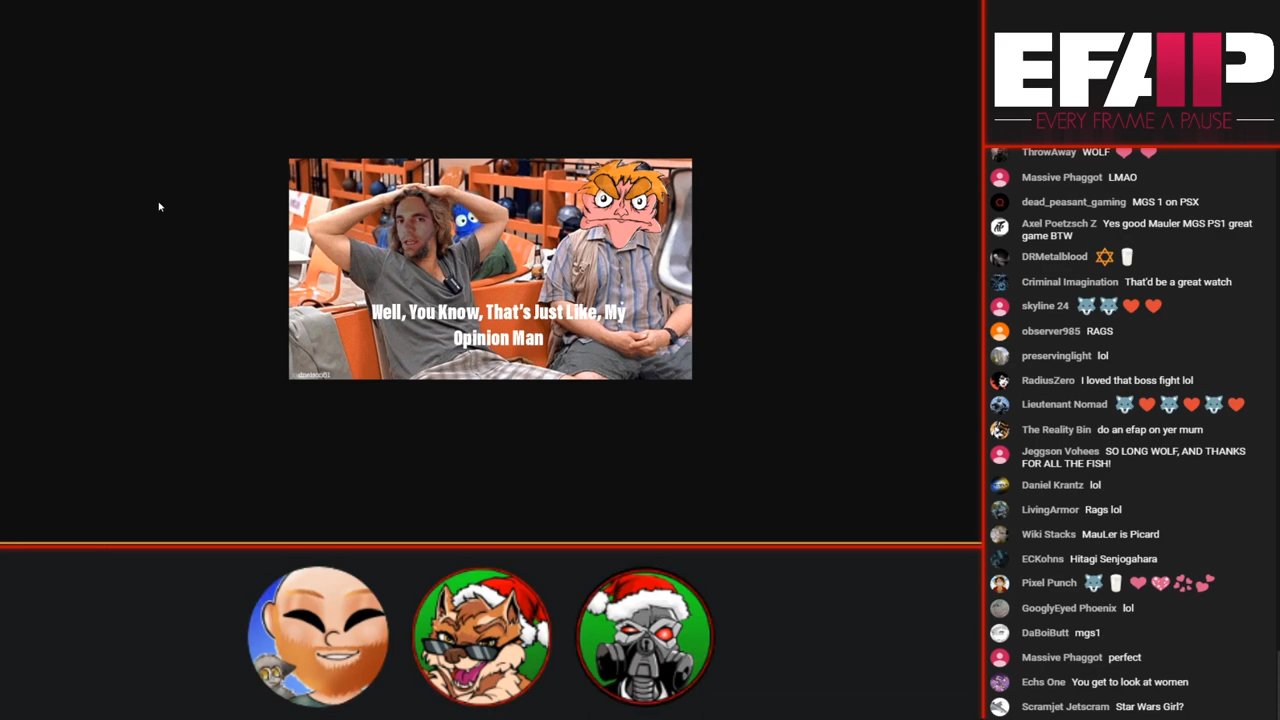 EFAP
EVERY FRAME A PAUSE
Well, You Know, That's Just Like, My
Opinion Man
ThrowAway WOLF
Massive Phaggot LMAO
dead_peasant_gaming MGS 1 on PSX
Axel Poetzsch Z Yes good Mauler MGS PS1 great
game BTW
DRMetalblood
Criminal Imagination That'd be a great watch
skyline 24
observer985 RAGS
preservinglight lol
RadiusZero I loved that boss fight lol
Lieutenant Nomad
The Reality Bin do an efap on yer mum
Jeggson Vohees SO LONG WOLF, AND THANKS
FOR ALL THE FISH!
Daniel Krantz lol
LivingArmor Rags lol
Wiki Stacks MauLer is Picard
ECKohns Hitagi Senjogahara
Pixel Punch
GooglyEyed Phoenix lol
DaBoiButt mgs1
Massive Phaggot perfect
Echs One You get to look at women
Scramjet Jetscram Star Wars Girl?